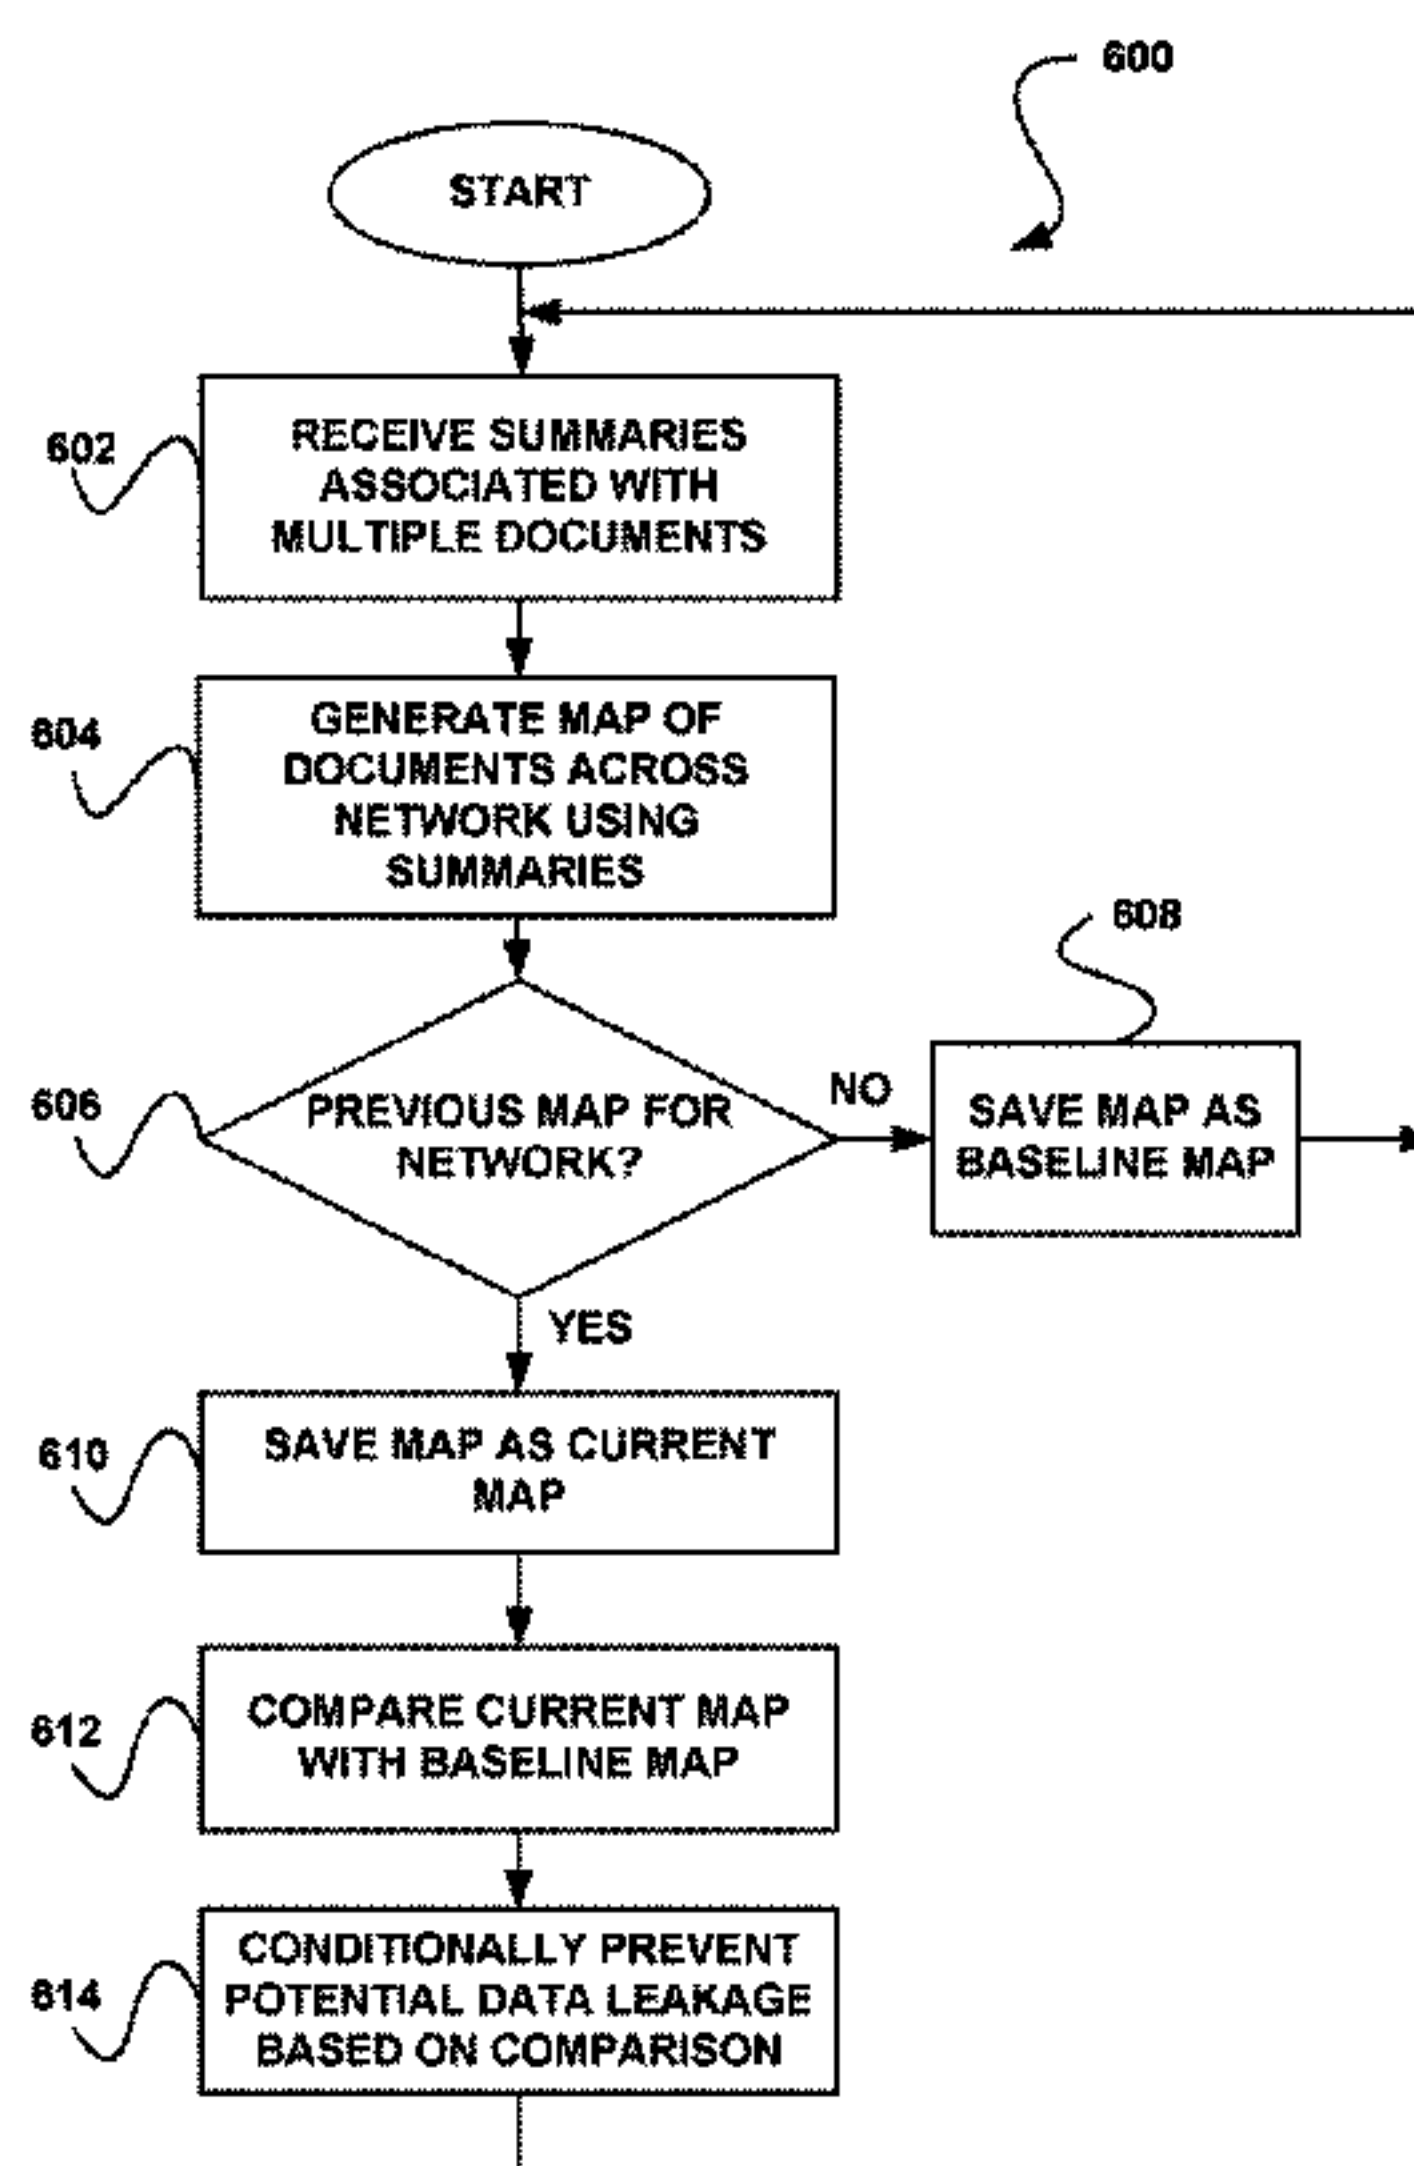 600
START
602
RECEIVE SUMMARIES
ASSOCIATED WITH
MULTIPLE DOCUMENTS
604
GENERATE MAP OF
DOCUMENTS ACROSS
NETWORK USING
SUMMARIES
608
606
PREVIOUS MAP FOR
NETWORK?
NO
SAVE MAP AS
BASELINE MAP
YES
610
SAVE MAP AS CURRENT
MAP
612
COMPARE CURRENT MAP
WITH BASELINE MAP
614
CONDITIONALLY PREVENT
POTENTIAL DATA LEAKAGE
BASED ON COMPARISON